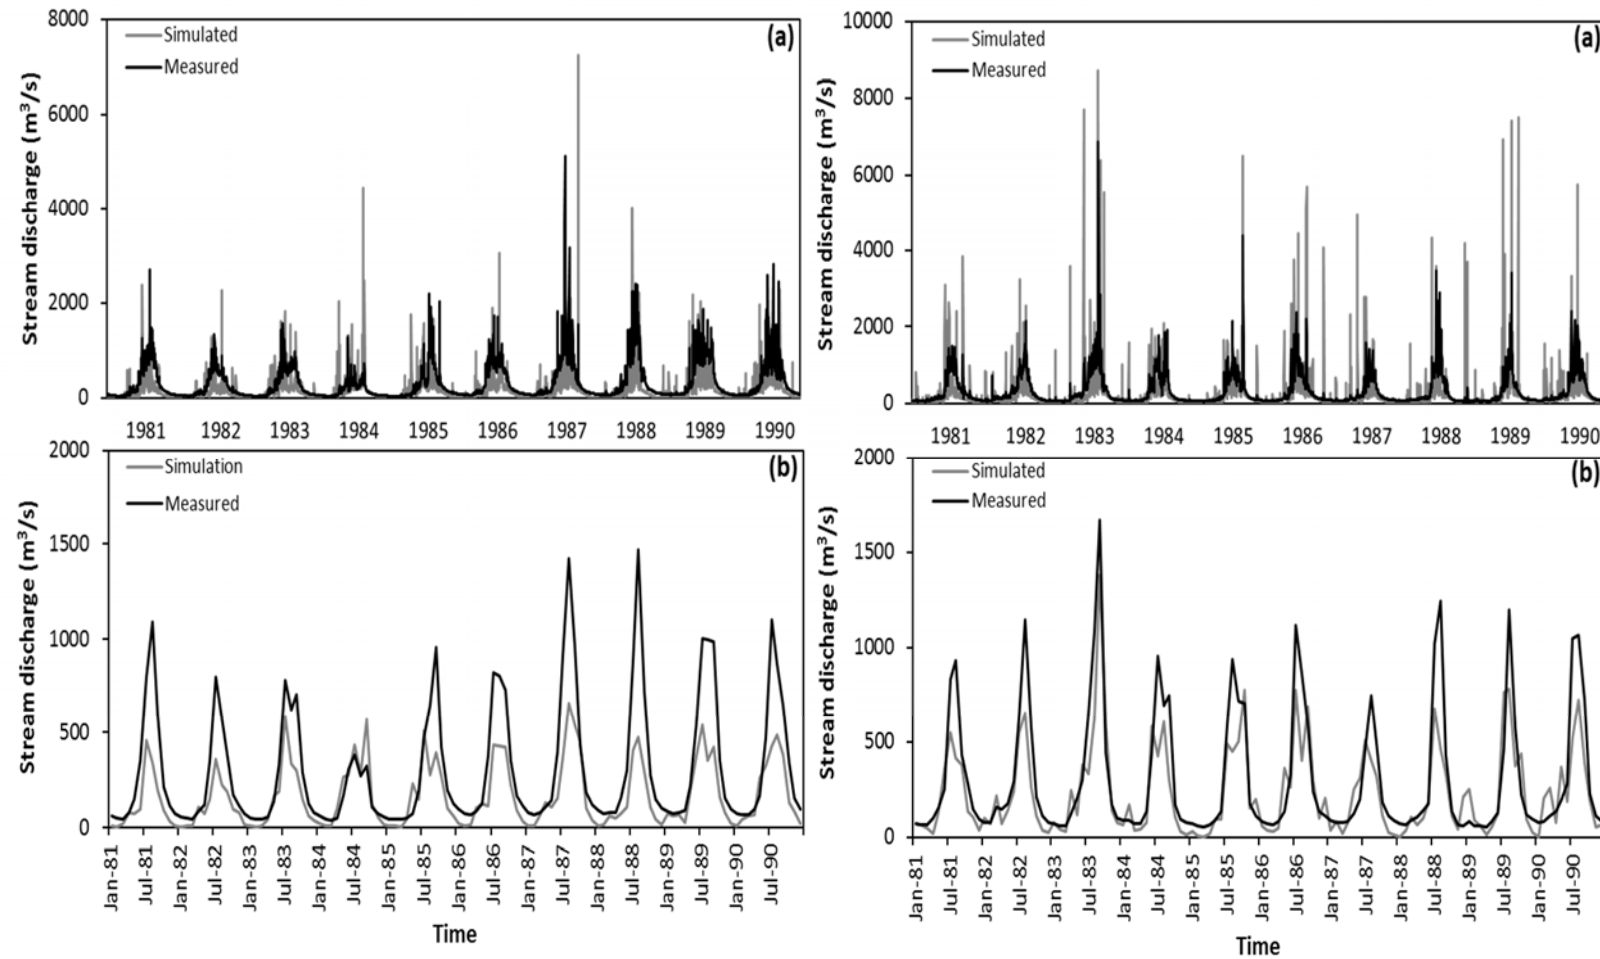 8000
6000
4000
2000
0
Stream discharge (m³/s)
Simulated
Measured
(a)
1981 1982 1983 1984 1985 1986 1987 1988 1989 1990
10000
8000
6000
4000
2000
0
Stream discharge (m³/s)
Simulated
Measured
(a)
1981 1982 1983 1984 1985 1986 1987 1988 1989 1990
2000
1500
1000
500
0
Stream discharge (m³/s)
Simulation
Measured
(b)
Jan-81 Jul-81 Jan-82 Jul-82 Jan-83 Jul-83 Jan-84 Jul-84 Jan-85 Jul-85 Jan-86 Jul-86 Jan-87 Jul-87 Jan-88 Jul-88 Jan-89 Jul-89 Jan-90 Jul-90
Time
2000
1500
1000
500
0
Stream discharge (m³/s)
Simulated
Measured
(b)
Jan-81 Jul-81 Jan-82 Jul-82 Jan-83 Jul-83 Jan-84 Jul-84 Jan-85 Jul-85 Jan-86 Jul-86 Jan-87 Jul-87 Jan-88 Jul-88 Jan-89 Jul-89 Jan-90 Jul-90
Time